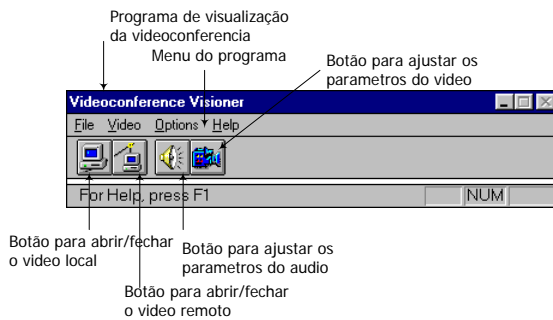 Programa de visualização
da videoconferencia
Menu do programa
Botão para ajustar os
parametros do video
Videoconference Visioner
File Video Options Help
For Help, press F1
NUM
Botão para abrir/fechar
o video local
Botão para ajustar os
parametros do audio
Botão para abrir/fechar
o video remoto